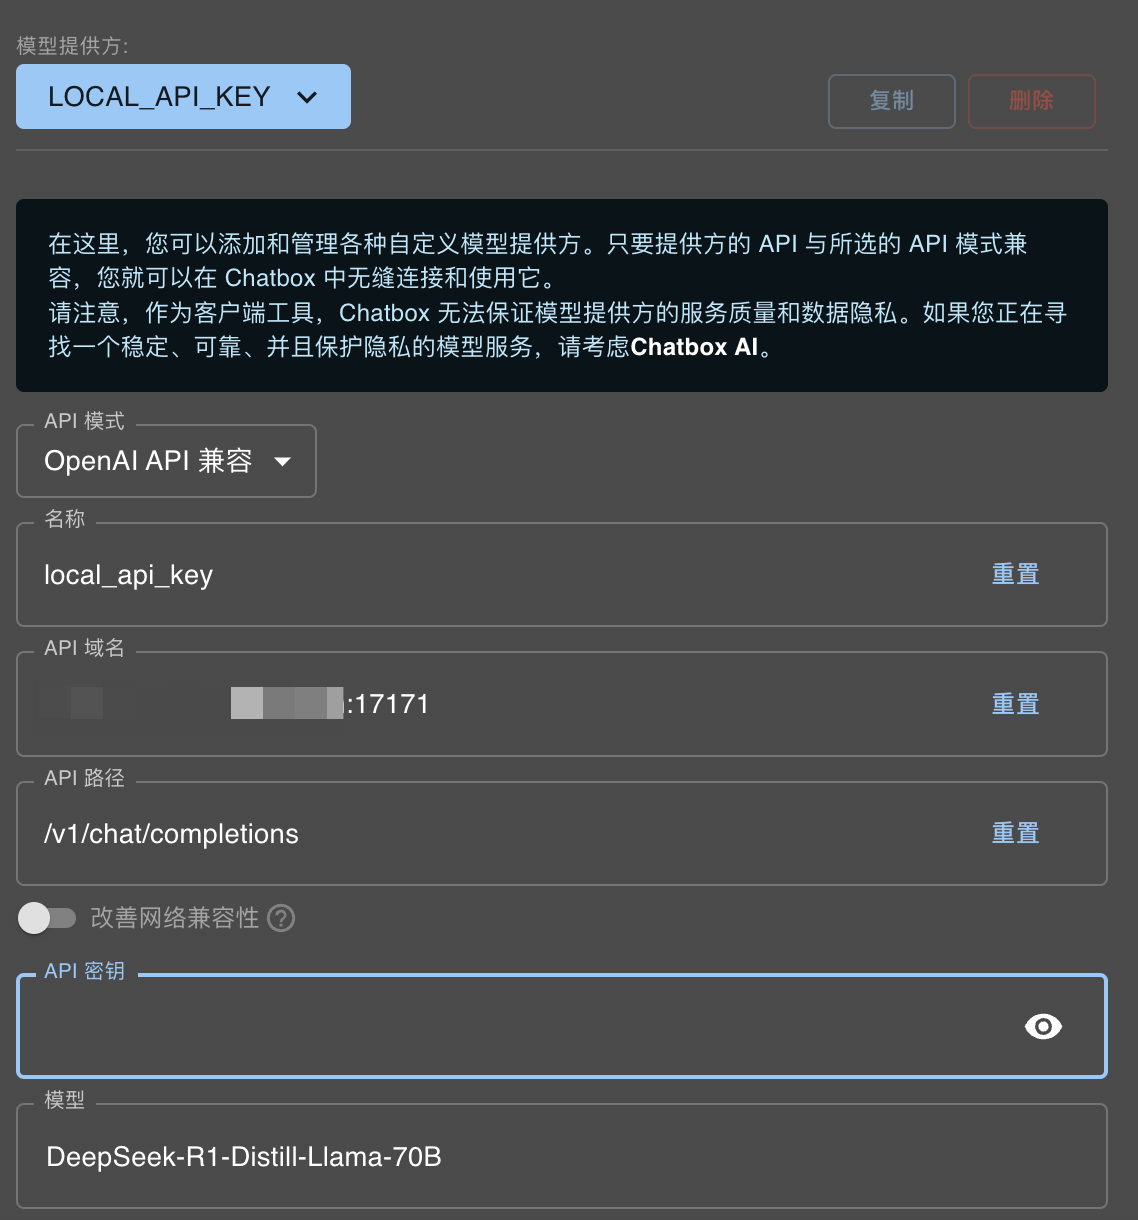 模型提供方:
LOCAL_API_KEY
复制
删除
在这里，您可以添加和管理各种自定义模型提供方。只要提供方的 API 与所选的 API 模式兼
容，您就可以在 Chatbox 中无缝连接和使用它。
请注意，作为客户端工具，Chatbox 无法保证模型提供方的服务质量和数据隐私。如果您正在寻
找一个稳定、可靠、并且保护隐私的模型服务，请考虑Chatbox AI。
API 模式
OpenAI API 兼容
名称
local_api_key
重置
API 域名
:17171
重置
API 路径
/v1/chat/completions
重置
改善网络兼容性
API 密钥
模型
DeepSeek-R1-Distill-Llama-70B